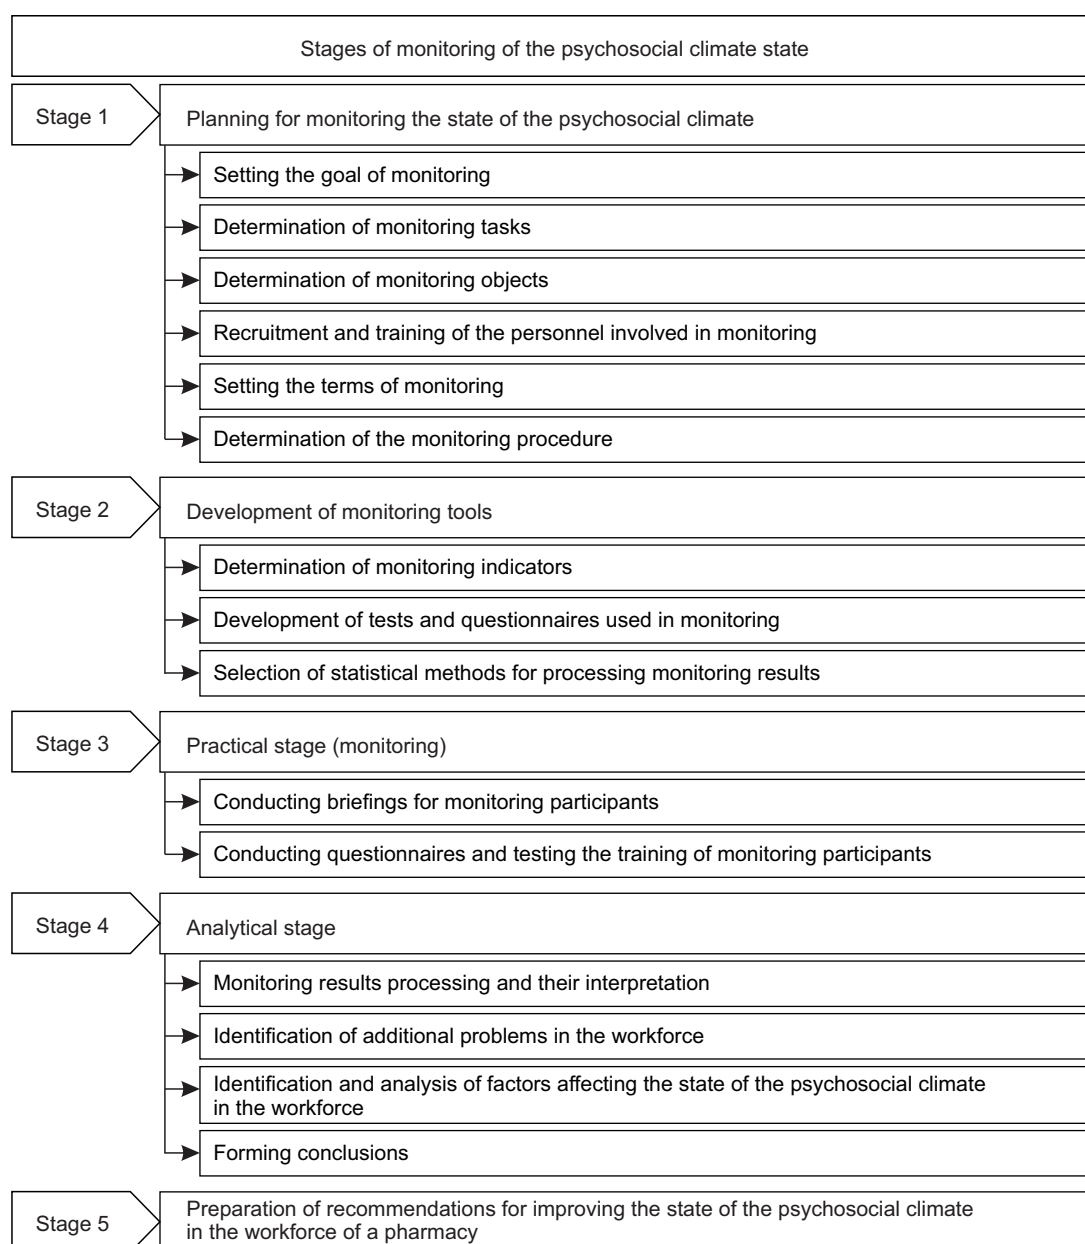 Stages of monitoring of the psychosocial climate state
Stage 1
Planning for monitoring the state of the psychosocial climate
Setting the goal of monitoring
Determination of monitoring tasks
Determination of monitoring objects
Recruitment and training of the personnel involved in monitoring
Setting the terms of monitoring
Determination of the monitoring procedure
Stage 2
Development of monitoring tools
Determination of monitoring indicators
Development of tests and questionnaires used in monitoring
Selection of statistical methods for processing monitoring results
Stage 3
Practical stage (monitoring)
Conducting briefings for monitoring participants
Conducting questionnaires and testing the training of monitoring participants
Stage 4
Analytical stage
Monitoring results processing and their interpretation
Identification of additional problems in the workforce
Identification and analysis of factors affecting the state of the psychosocial climate
in the workforce
Forming conclusions
Stage 5
Preparation of recommendations for improving the state of the psychosocial climate
in the workforce of a pharmacy